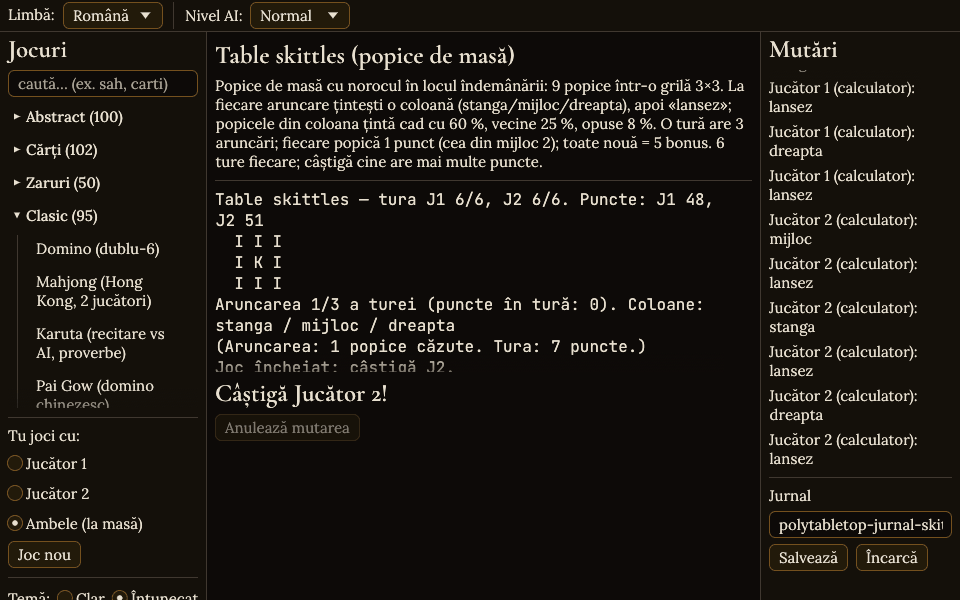 Limbă: Română ▼ Nivel AI: Normal ▼
Jocuri
caută... (ex. sah, carti)
▸ Abstract (100)
▸ Cărți (102)
▸ Zaruri (50)
▾ Clasic (95)
Domino (dublu-6)
Mahjong (Hong
Kong, 2 jucători)
Karuta (recitare vs
AI, proverbe)
Pai Gow (domino
chinezesc)
Tu joci cu:
Jucător 1
Jucător 2
Ambele (la masă)
Joc nou
Temă: Clar Întunecat
Table skittles (popice de masă)
Popice de masă cu norocul în locul îndemânării: 9 popice într-o grilă 3×3. La
fiecare aruncare țintești o coloană (stanga/mijloc/dreapta), apoi «lansez»;
popicele din coloana țintă cad cu 60 %, vecine 25 %, opuse 8 %. O tură are 3
aruncări; fiecare popică 1 punct (cea din mijloc 2); toate nouă = 5 bonus. 6
ture fiecare; câștigă cine are mai multe puncte.
Table skittles — tura J1 6/6, J2 6/6. Puncte: J1 48,
J2 51
I I I
I K I
I I I
Aruncarea 1/3 a turei (puncte în tură: 0). Coloane:
stanga / mijloc / dreapta
(Aruncarea: 1 popice căzute. Tura: 7 puncte.)
Joc încheiat: câștigă J2.
Câștigă Jucător 2!
Anulează mutarea
Mutări
Jucător 1 (calculator):
lansez
Jucător 1 (calculator):
dreapta
Jucător 1 (calculator):
lansez
Jucător 2 (calculator):
mijloc
Jucător 2 (calculator):
lansez
Jucător 2 (calculator):
stanga
Jucător 2 (calculator):
lansez
Jucător 2 (calculator):
dreapta
Jucător 2 (calculator):
lansez
Jurnal
polytabletop-jurnal-skit
Salvează Încarcă